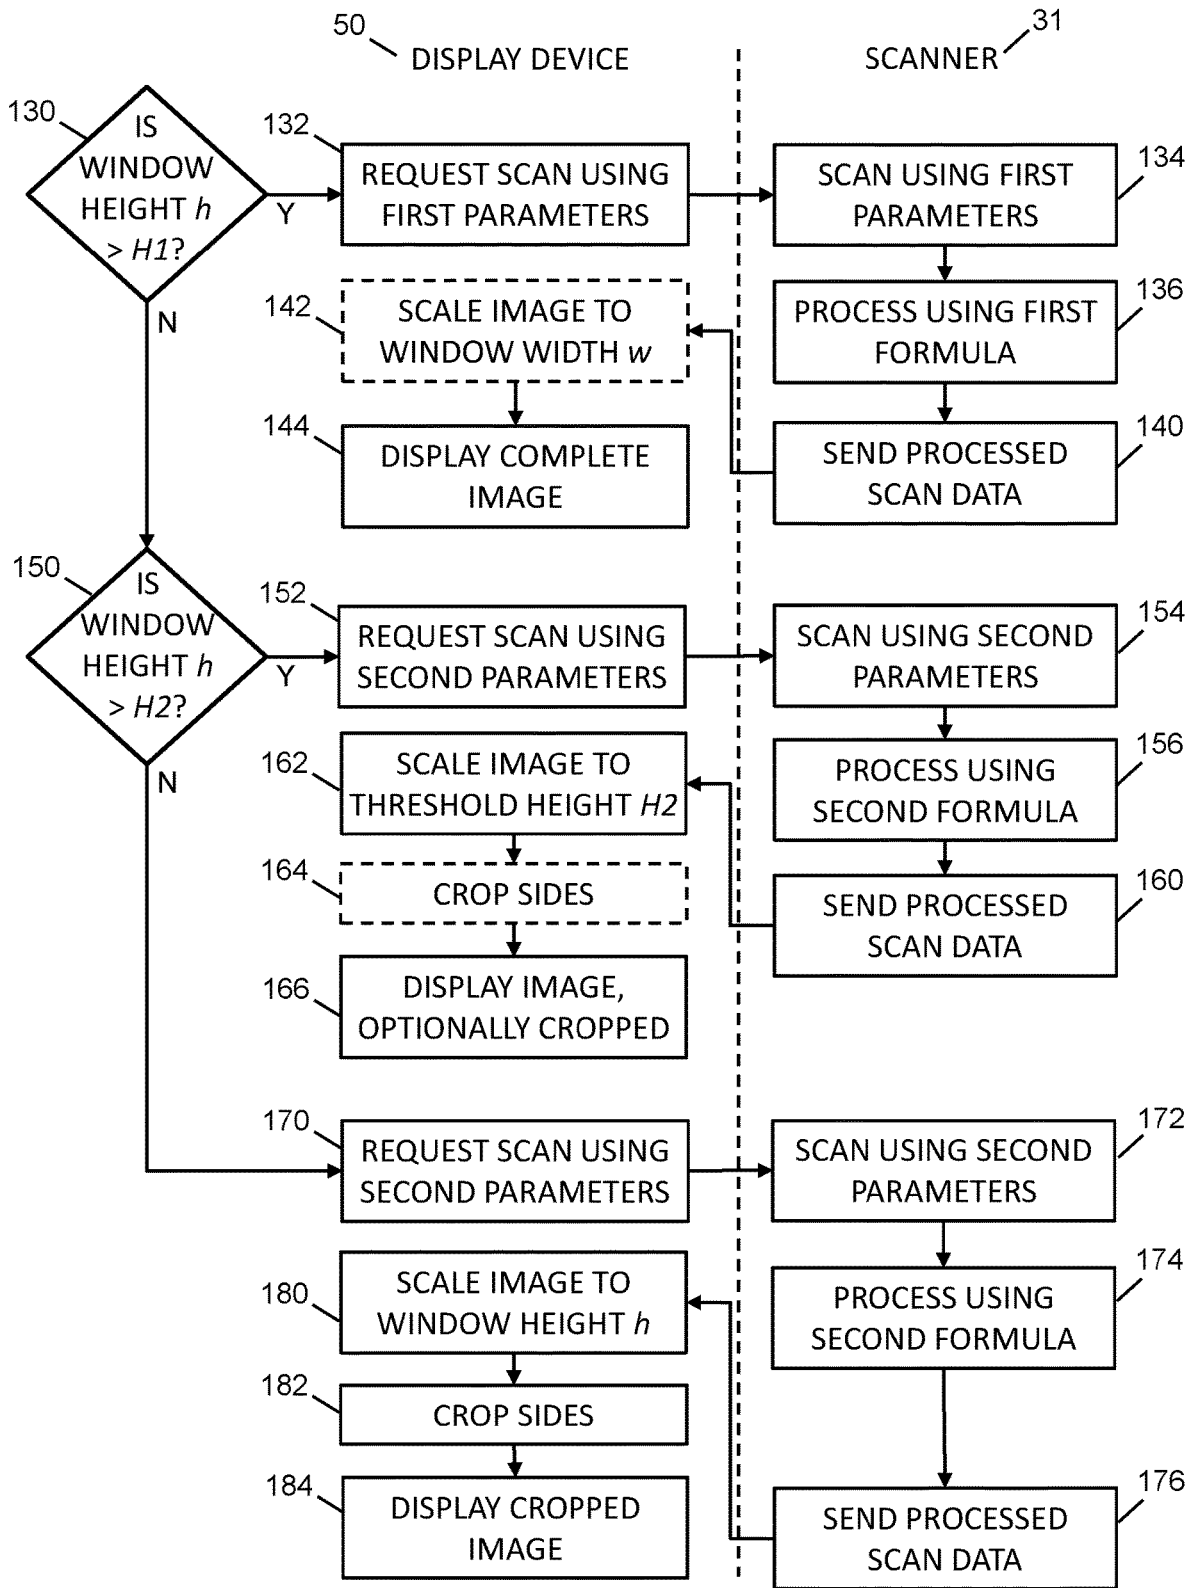 50
DISPLAY DEVICE
31
SCANNER
130
IS
WINDOW
HEIGHT h
> H1?
Y
N
132
REQUEST SCAN USING
FIRST PARAMETERS
134
SCAN USING FIRST
PARAMETERS
142
SCALE IMAGE TO
WINDOW WIDTH w
136
PROCESS USING FIRST
FORMULA
144
DISPLAY COMPLETE
IMAGE
140
SEND PROCESSED
SCAN DATA
150
IS
WINDOW
HEIGHT h
> H2?
Y
N
152
REQUEST SCAN USING
SECOND PARAMETERS
154
SCAN USING SECOND
PARAMETERS
162
SCALE IMAGE TO
THRESHOLD HEIGHT H2
156
PROCESS USING
SECOND FORMULA
164
CROP SIDES
160
SEND PROCESSED
SCAN DATA
166
DISPLAY IMAGE,
OPTIONALLY CROPPED
170
REQUEST SCAN USING
SECOND PARAMETERS
172
SCAN USING SECOND
PARAMETERS
180
SCALE IMAGE TO
WINDOW HEIGHT h
174
PROCESS USING
SECOND FORMULA
182
CROP SIDES
184
DISPLAY CROPPED
IMAGE
176
SEND PROCESSED
SCAN DATA